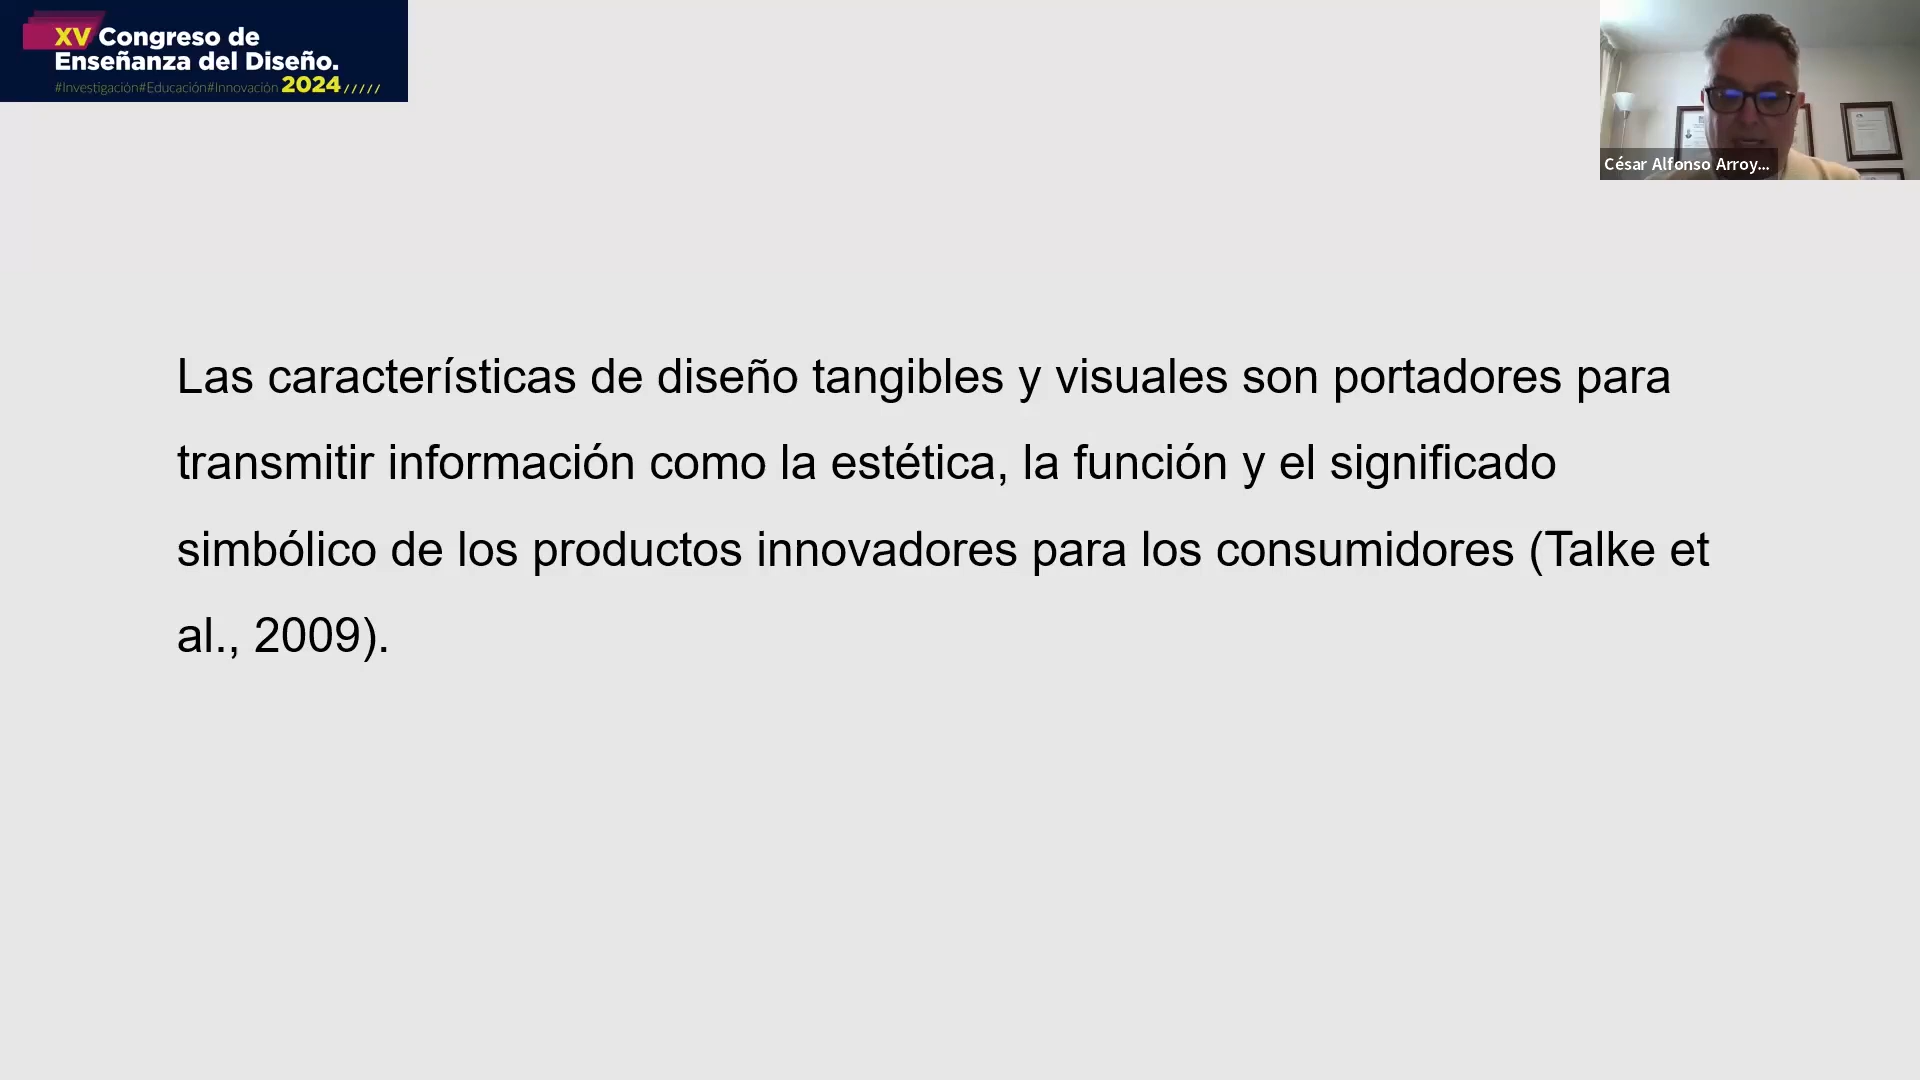 XV Congreso de
Enseñanza del Diseño.
#Investigación#Educación#Innovación 2024/////
César Alfonso Arroy...
Las características de diseño tangibles y visuales son portadores para
transmitir información como la estética, la función y el significado
simbólico de los productos innovadores para los consumidores (Talke et
al., 2009).